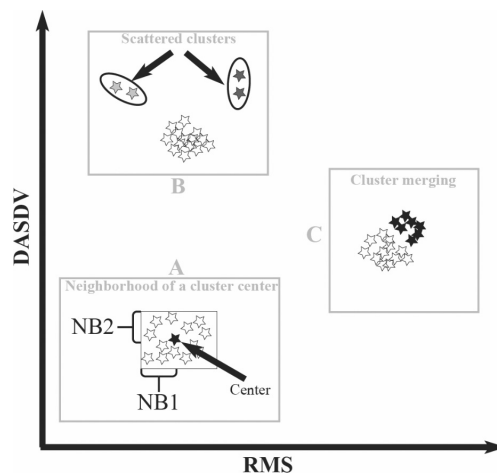 Scattered clusters
B
Cluster merging
C
DASDV
A
Neighborhood of a cluster center
NB2
Center
NB1
RMS